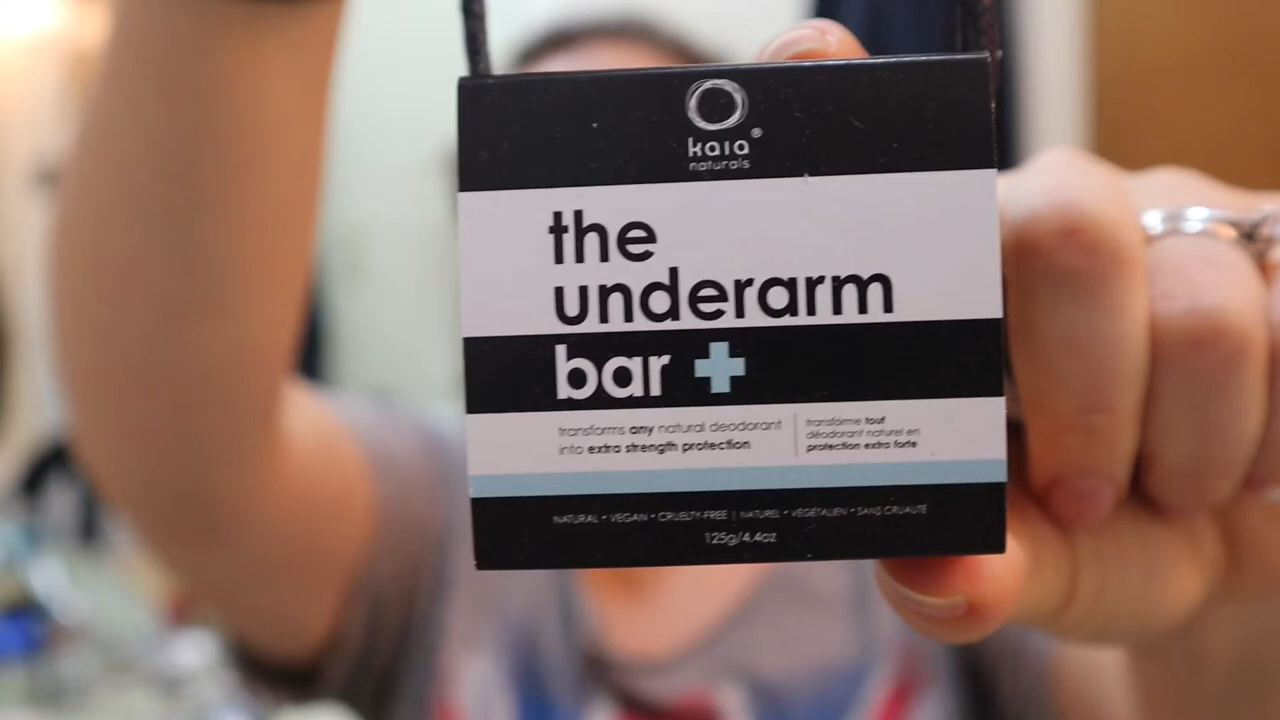 kaia®
naturals
the
underarm
bar +
transforms any natural deodorant
into extra strength protection
transforme tout
déodorant naturel en
protection extra forte
NATURAL • VEGAN • CRUELTY-FREE | NATUREL • VEGETALIEN • SANS CRUAUTÉ
125g/4.4oz